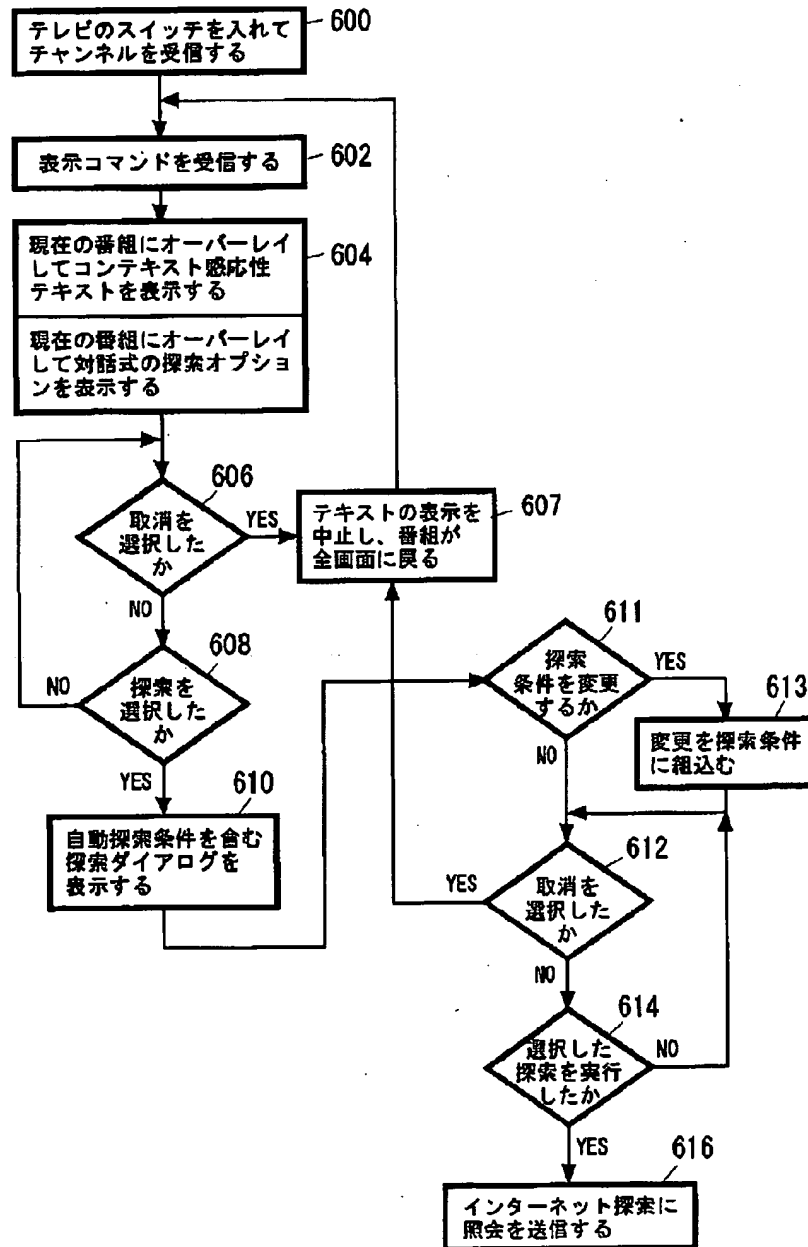 テレビのスイッチを入れて
チャンネルを受信する
600
表示コマンドを受信する
602
現在の番組にオーバーレイ
してコンテキスト感応性
テキストを表示する
604
現在の番組にオーバーレイ
して対話式の探索オプショ
ンを表示する
606
取消を
選択した
か
YES
NO
テキストの表示を
中止し、番組が
全画面に戻る
607
608
探索を
選択した
か
NO
YES
610
自動探索条件を含む
探索ダイアログを
表示する
611
探索
条件を変更
するか
YES
NO
613
変更を探索条件
に組込む
612
取消を
選択した
か
YES
NO
614
選択した
探索を実行
したか
NO
YES
616
インターネット探索に
照会を送信する